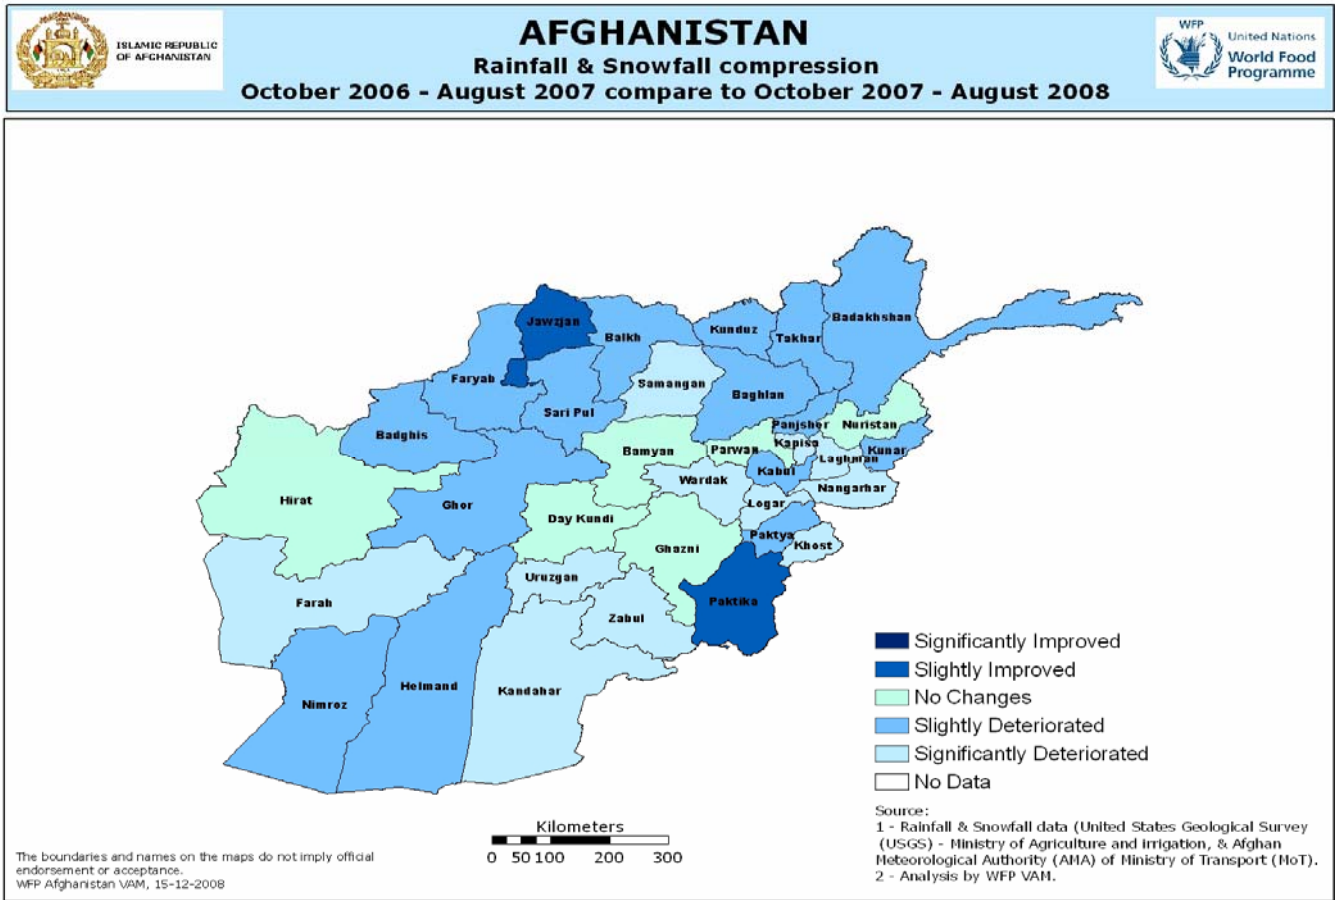 ISLAMIC REPUBLIC
OF AFGHANISTAN
AFGHANISTAN
Rainfall & Snowfall compression
October 2006 - August 2007 compare to October 2007 - August 2008
WFP
United Nations
World Food
Programme
Jawzjan
Balkh
Kunduz
Takhar
Badakhshan
Faryab
Samangan
Baghlan
Sari Pul
Badghis
Panjsher
Nuristan
Bamyan
Parwan
Kapisa
Laghman
Kunar
Kabul
Wardak
Nangarhar
Hirat
Ghor
Logar
Day Kundi
Paktya
Khost
Ghazni
Uruzgan
Farah
Zabul
Paktika
Helmand
Kandahar
Nimroz
Significantly Improved
Slightly Improved
No Changes
Slightly Deteriorated
Significantly Deteriorated
No Data
Kilometers
0 50 100 200 300
Source:
1 - Rainfall & Snowfall data (United States Geological Survey
(USGS) - Ministry of Agriculture and irrigation, & Afghan
Meteorological Authority (AMA) of Ministry of Transport (MoT).
2 - Analysis by WFP VAM.
The boundaries and names on the maps do not imply official
endorsement or acceptance.
WFP Afghanistan VAM, 15-12-2008